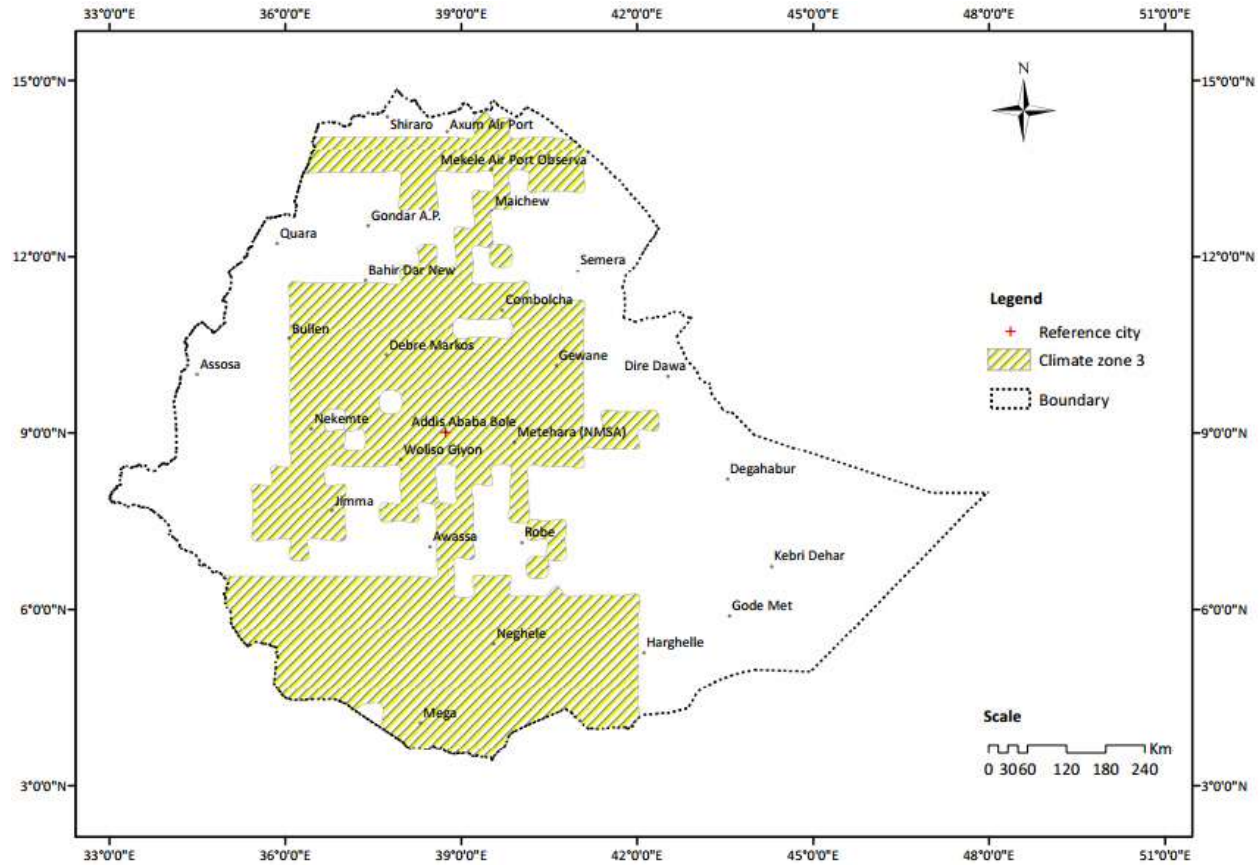 33°0'0"E 36°0'0"E 39°0'0"E 42°0'0"E 45°0'0"E 48°0'0"E 51°0'0"E
15°0'0"N
15°0'0"N
N
Shiraro
Axum Air Port
Mekele Air Port Observa
Maichew
Gondar A.P.
Quara
12°0'0"N
12°0'0"N
Semera
Bahir Dar New
Combolcha
Legend
Reference city
Climate zone 3
Boundary
Bullen
Debre Markos
Gewane
Assosa
Dire Dawa
Nekemte
Addis Ababa Bole
9°0'0"N
9°0'0"N
Metehara (NMSA)
Woliso Giyon
Degahabur
Jimma
Awassa
Robe
Kebri Dehar
6°0'0"N
6°0'0"N
Gode Met
Neghele
Harghelle
Mega
Scale
Km
0 30 60 120 180 240
3°0'0"N
3°0'0"N
33°0'0"E 36°0'0"E 39°0'0"E 42°0'0"E 45°0'0"E 48°0'0"E 51°0'0"E